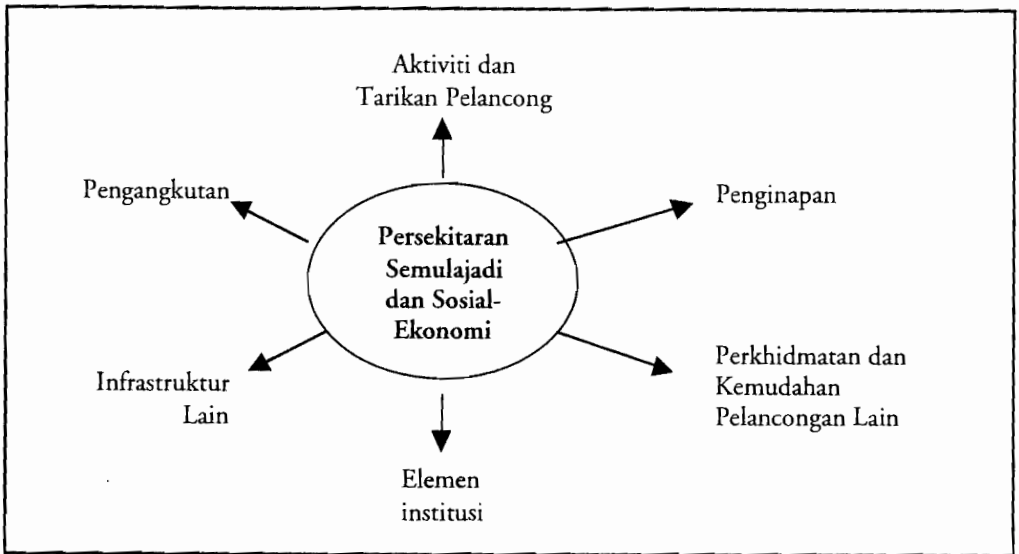 Aktiviti dan
Tarikan Pelancong
Pengangkutan
Penginapan
Persekitaran
Semulajadi
dan Sosial-
Ekonomi
Infrastruktur
Lain
Perkhidmatan dan
Kemudahan
Pelancongan Lain
Elemen
institusi